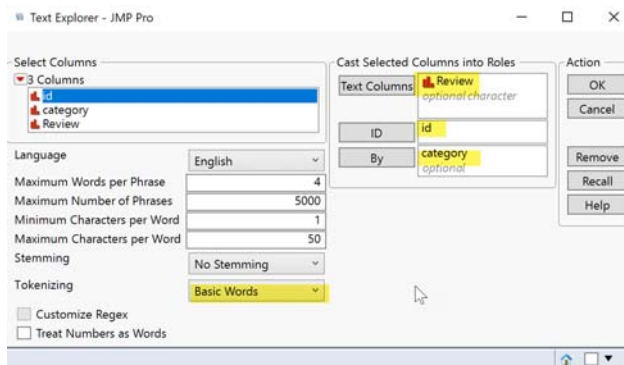 Text Explorer - JMP Pro
Select Columns
3 Columns
id
category
Review
Language
English
Maximum Words per Phrase
4
Maximum Number of Phrases
5000
Minimum Characters per Word
1
Maximum Characters per Word
50
Stemming
No Stemming
Tokenizing
Basic Words
Customize Regex
Treat Numbers as Words
Cast Selected Columns into Roles
Text Columns
Review
optional character
ID
id
By
category
optional
Action
OK
Cancel
Remove
Recall
Help